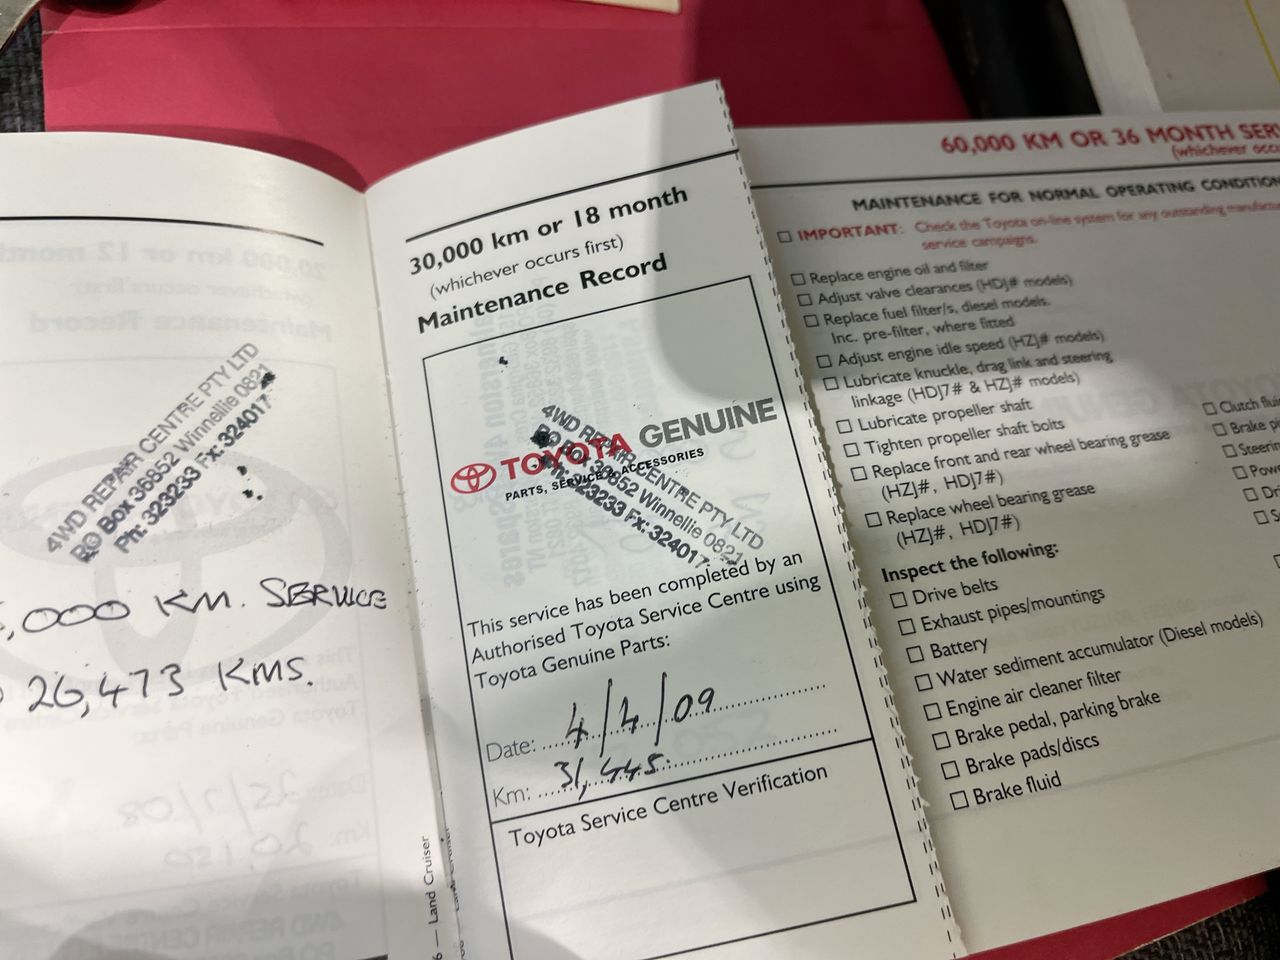 4WD REPAIR CENTRE PTY LTD
PO Box 36852 Winnellie 0821
Ph: 323233 Fx: 324017
,000 KM. SERVICE
26,473 KMS.
— Land Cruiser
30,000 km or 18 month
(whichever occurs first)
Maintenance Record
4WD REPAIR CENTRE PTY LTD
PO Box 36852 Winnellie 0821
Ph: 323233 Fx: 324017
TOYOTA GENUINE
PARTS, SERVICE & ACCESSORIES
This service has been completed by an
Authorised Toyota Service Centre using
Toyota Genuine Parts:
Date: 4/4/09
Km: 31,445.
Toyota Service Centre Verification
60,000 KM OR 36 MONTH SER
(whichever occu
MAINTENANCE FOR NORMAL OPERATING CONDITION
IMPORTANT: Check the Toyota on-line system for any outstanding manufactu
service campaigns.
Replace engine oil and filter
Adjust valve clearances (HDJ# models)
Replace fuel filter/s, diesel models.
Inc. pre-filter, where fitted
Adjust engine idle speed (HZJ# models)
Lubricate knuckle, drag link and steering
linkage (HDJ7# & HZJ# models)
Lubricate propeller shaft
Tighten propeller shaft bolts
Replace front and rear wheel bearing grease
(HZJ#, HDJ7#)
Replace wheel bearing grease
(HZJ#, HDJ7#)
Inspect the following:
Drive belts
Exhaust pipes/mountings
Battery
Water sediment accumulator (Diesel models)
Engine air cleaner filter
Brake pedal, parking brake
Brake pads/discs
Brake fluid
Clutch flui
Brake pi
Steerin
Powe
Dri
S